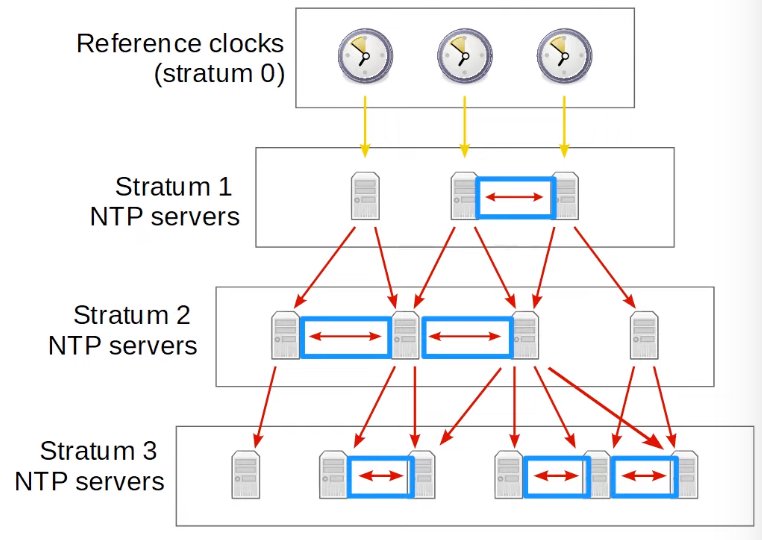 Reference clocks
(stratum 0)
Stratum 1
NTP servers
Stratum 2
NTP servers
Stratum 3
NTP servers